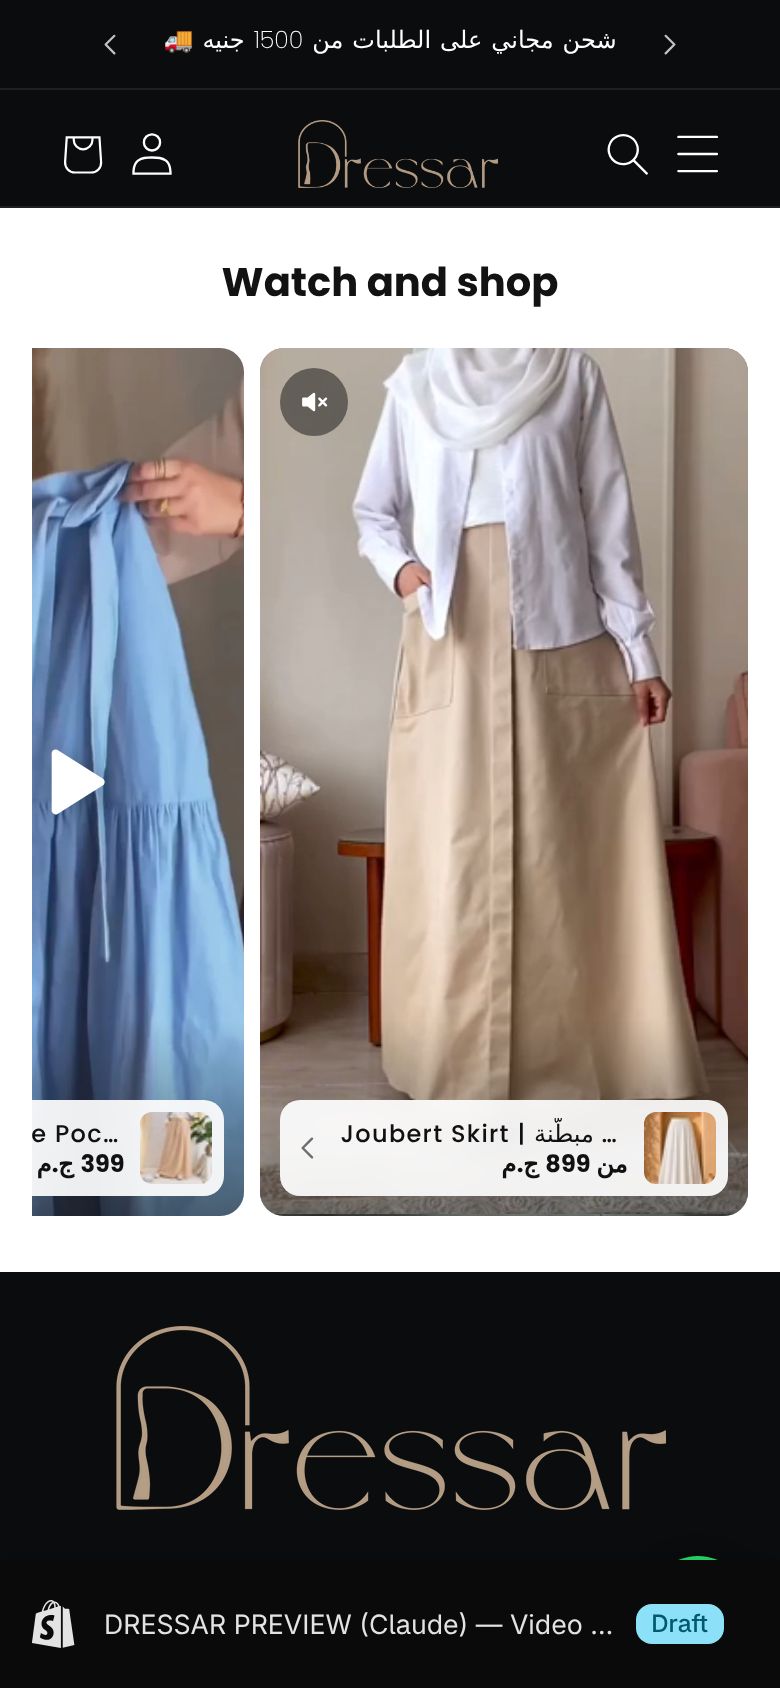 شحن مجاني على الطلبات من 1500 جنيه 🚚
Dressar
Watch and shop
Joubert Skirt | مبطّنة ...
من 899 ج.م
e Poc...
399 ج.م
Dressar
DRESSAR PREVIEW (Claude) — Video ...
Draft